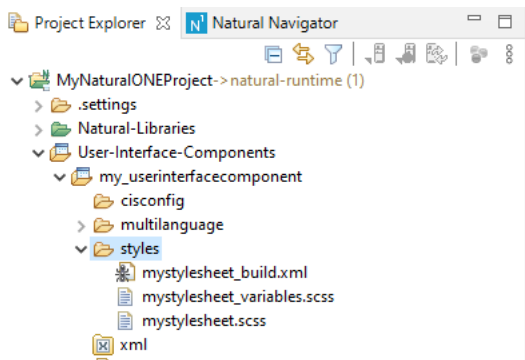 Project Explorer Natural Navigator
MyNaturalONEProject->natural-runtime (1)
.settings
Natural-Libraries
User-Interface-Components
my_userinterfacecomponent
cisconfig
multilanguage
styles
mystylesheet_build.xml
mystylesheet_variables.scss
mystylesheet.scss
xml